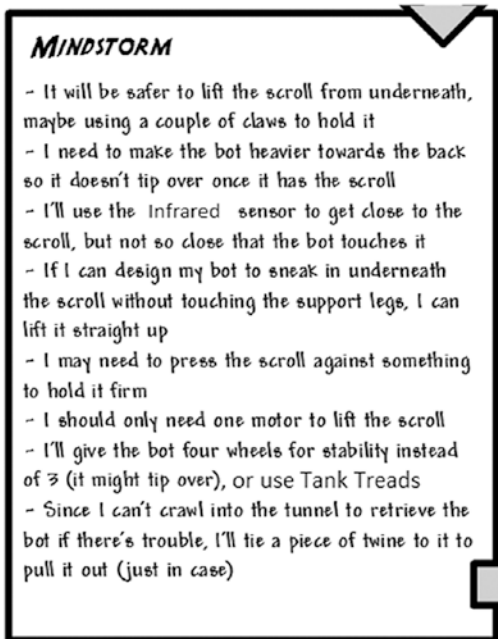 MINDSTORM
- It will be safer to lift the scroll from underneath,
maybe using a couple of claws to hold it
- I need to make the bot heavier towards the back
so it doesn't tip over once it has the scroll
- I'll use the Infrared sensor to get close to the
scroll, but not so close that the bot touches it
- If I can design my bot to sneak in underneath
the scroll without touching the support legs, I can
lift it straight up
- I may need to press the scroll against something
to hold it firm
- I should only need one motor to lift the scroll
- I'll give the bot four wheels for stability instead
of 3 (it might tip over), or use Tank Treads
- Since I can't crawl into the tunnel to retrieve the
bot if there's trouble, I'll tie a piece of twine to it to
pull it out (just in case)